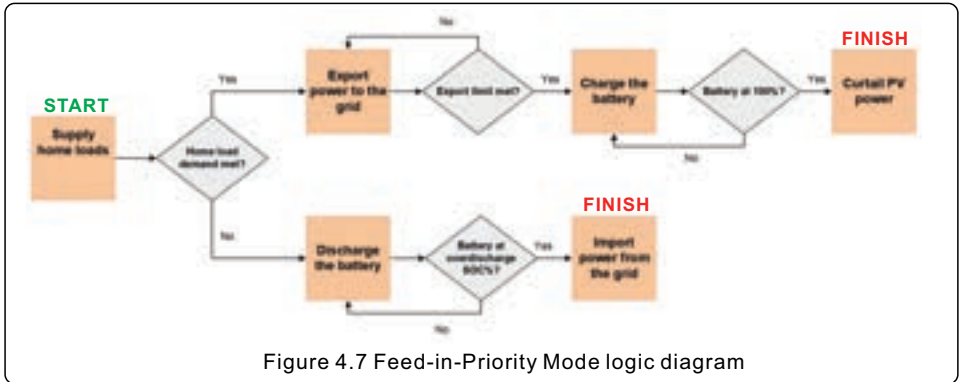 START
Supply
home loads
Home load
demand met?
Yes
No
Export
power to the
grid
No
Export limit met?
Yes
Charge the
battery
Battery at 100%?
No
Yes
FINISH
Curtail PV
power
Discharge
the battery
Battery at
overdischarge
SOC%?
No
Yes
FINISH
Import
power from
the grid
Figure 4.7 Feed-in-Priority Mode logic diagram